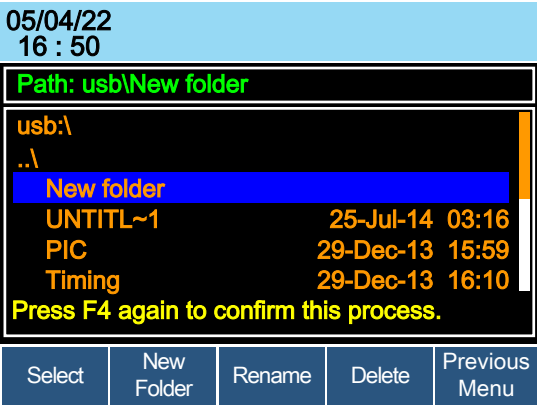 05/04/22
16 : 50
Path: usb\New folder
usb:\
..\
New folder
UNTITL~1 25-Jul-14 03:16
PIC 29-Dec-13 15:59
Timing 29-Dec-13 16:10
Press F4 again to confirm this process.
Select New Folder Rename Delete Previous Menu